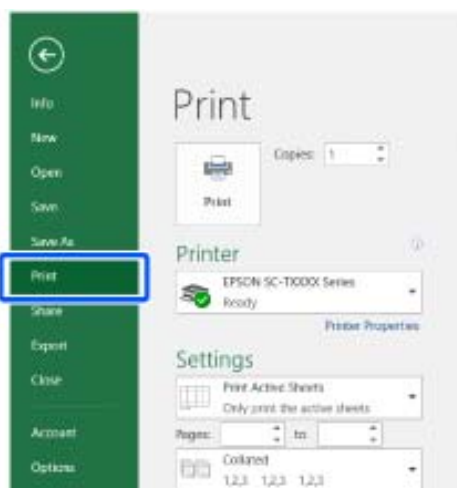 Info
New
Open
Save
Save As
Print
Share
Export
Close
Account
Options
Print
Copies: 1
Print
Printer
EPSON SC-TXXXX Series
Ready
Printer Properties
Settings
Print Active Sheets
Only print the active sheets
Pages: to
Collated
1,2,3 1,2,3 1,2,3